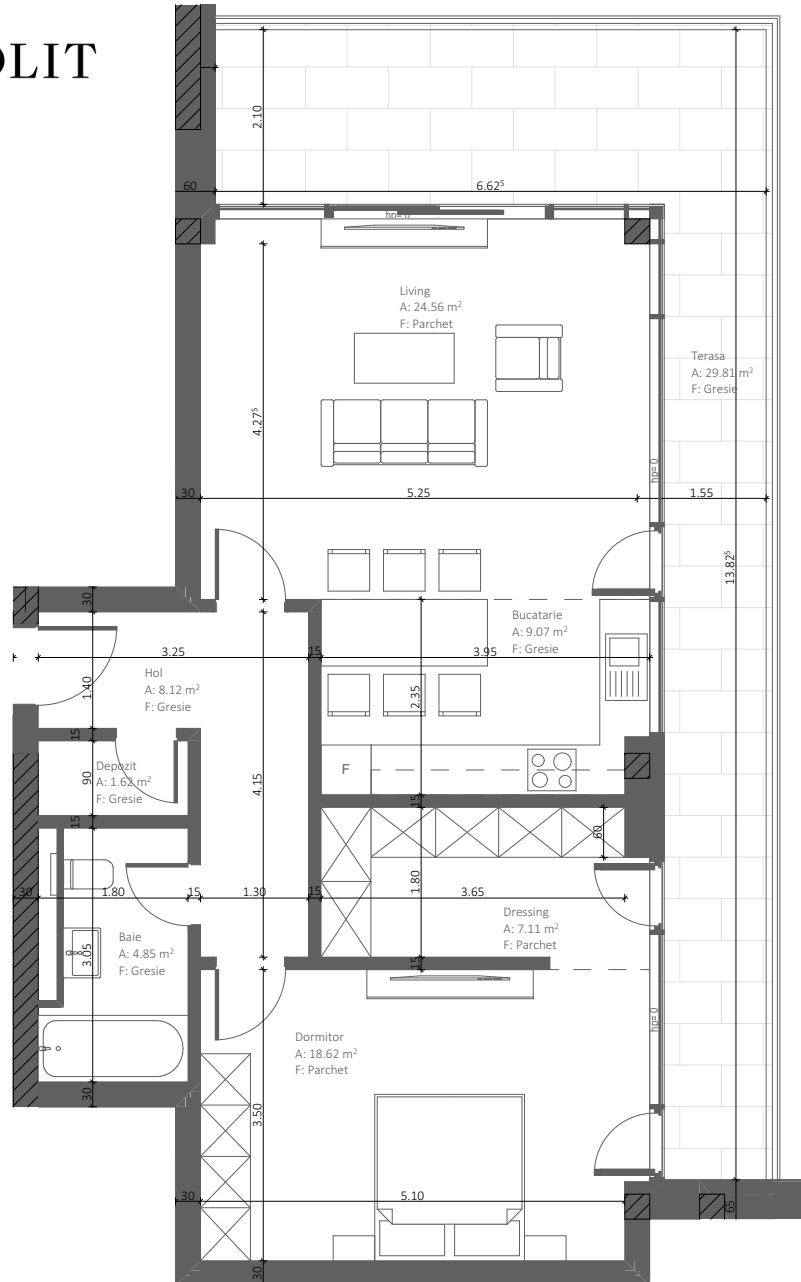 OLIT
2.10
60
6.62⁵
hp= 0
Living
A: 24.56 m²
F: Parchet
Terasa
A: 29.81 m²
F: Gresie
4.27⁵
hp= 0
30
5.25
1.55
13.82⁵
30
Bucatarie
A: 9.07 m²
F: Gresie
3.25
15
3.95
Hol
A: 8.12 m²
F: Gresie
1.40
2.35
15
Depozit
A: 1.62 m²
F: Gresie
90
F
4.15
15
15
60
30
1.80
15
1.30
15
1.80
3.65
Dressing
A: 7.11 m²
F: Parchet
Baie
A: 4.85 m²
F: Gresie
3.05
15
hp= 0
Dormitor
A: 18.62 m²
F: Parchet
30
3.50
30
5.10
65
30